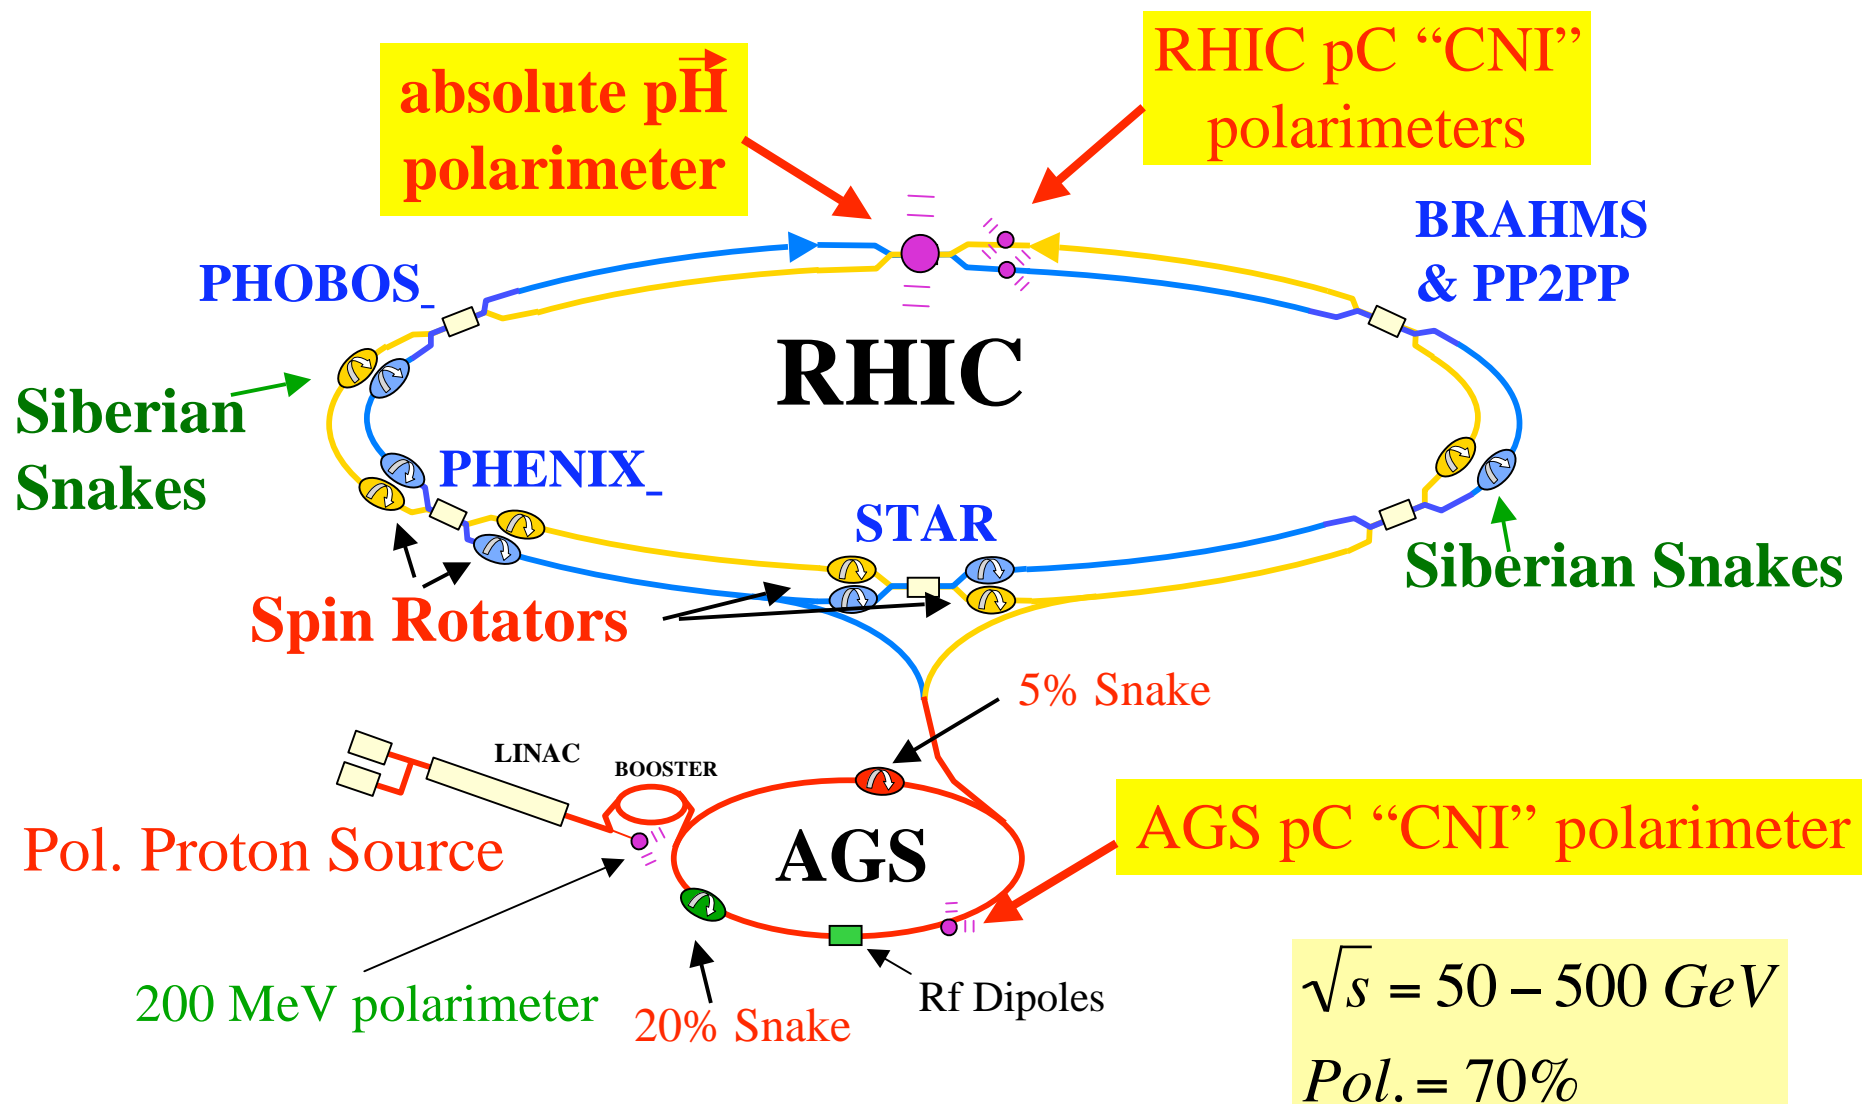 absolute pH⃗
polarimeter
RHIC pC “CNI”
polarimeters
BRAHMS
& PP2PP
PHOBOS_
RHIC
Siberian
Snakes
PHENIX_
STAR
Siberian Snakes
Spin Rotators
5% Snake
LINAC
BOOSTER
Pol. Proton Source
AGS
AGS pC “CNI” polarimeter
200 MeV polarimeter
20% Snake
Rf Dipoles
√s = 50 – 500 GeV
Pol. = 70%